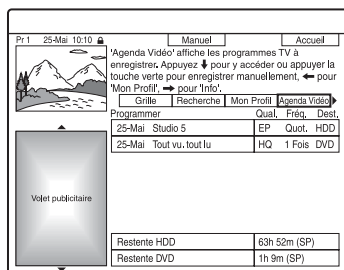 Manuel Accueil
Pr 1 25-Mai 10:10
'Agenda Vidéo' affiche les programmes TV à
enregistrer. Appuyez pour y accéder ou appuyer la
touche verte pour enregistrer manuellement, pour
'Mon Profil', pour 'Info'.
Grille Recherche Mon Profil Agenda Vidéo
Programmer Qual. Fréq. Dest.
25-Mai Studio 5 EP Quot. HDD
25-Mai Tout vu. tout lu HQ 1 Fois DVD
Volet publicitaire
Restente HDD 63h 52m (SP)
Restente DVD 1h 9m (SP)